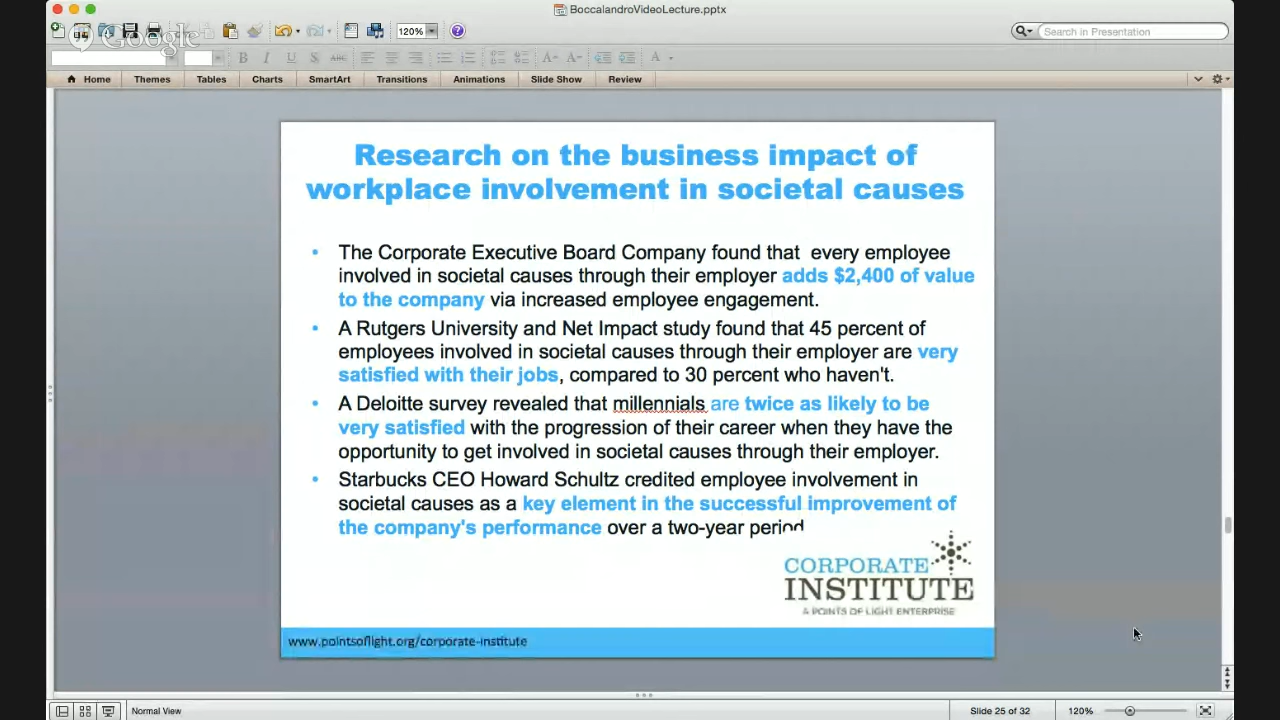 BoccalandroVideoLecture.pptx
Google
120%
Search in Presentation
B I U S ABC
Home Themes Tables Charts SmartArt Transitions Animations Slide Show Review
Research on the business impact of
workplace involvement in societal causes
• The Corporate Executive Board Company found that every employee
involved in societal causes through their employer adds $2,400 of value
to the company via increased employee engagement.
• A Rutgers University and Net Impact study found that 45 percent of
employees involved in societal causes through their employer are very
satisfied with their jobs, compared to 30 percent who haven't.
• A Deloitte survey revealed that millennials are twice as likely to be
very satisfied with the progression of their career when they have the
opportunity to get involved in societal causes through their employer.
• Starbucks CEO Howard Schultz credited employee involvement in
societal causes as a key element in the successful improvement of
the company's performance over a two-year period
CORPORATE
INSTITUTE
A POINTS OF LIGHT ENTERPRISE
www.pointsoflight.org/corporate-institute
Normal View Slide 25 of 32 120%